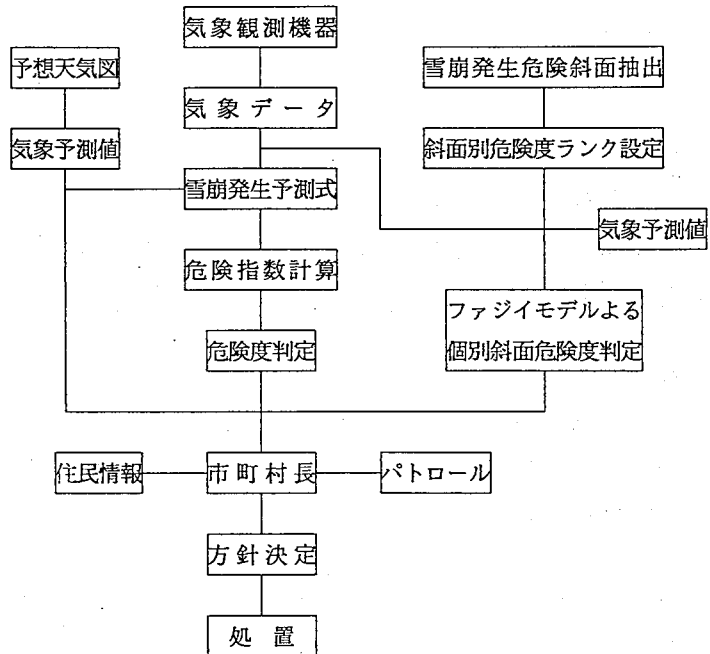 気象観測機器
予想天気図
雪崩発生危険斜面抽出
気象データ
気象予測値
斜面別危険度ランク設定
雪崩発生予測式
気象予測値
危険指数計算
ファジイモデルよる
個別斜面危険度判定
危険度判定
住民情報
市町村長
パトロール
方針決定
処置